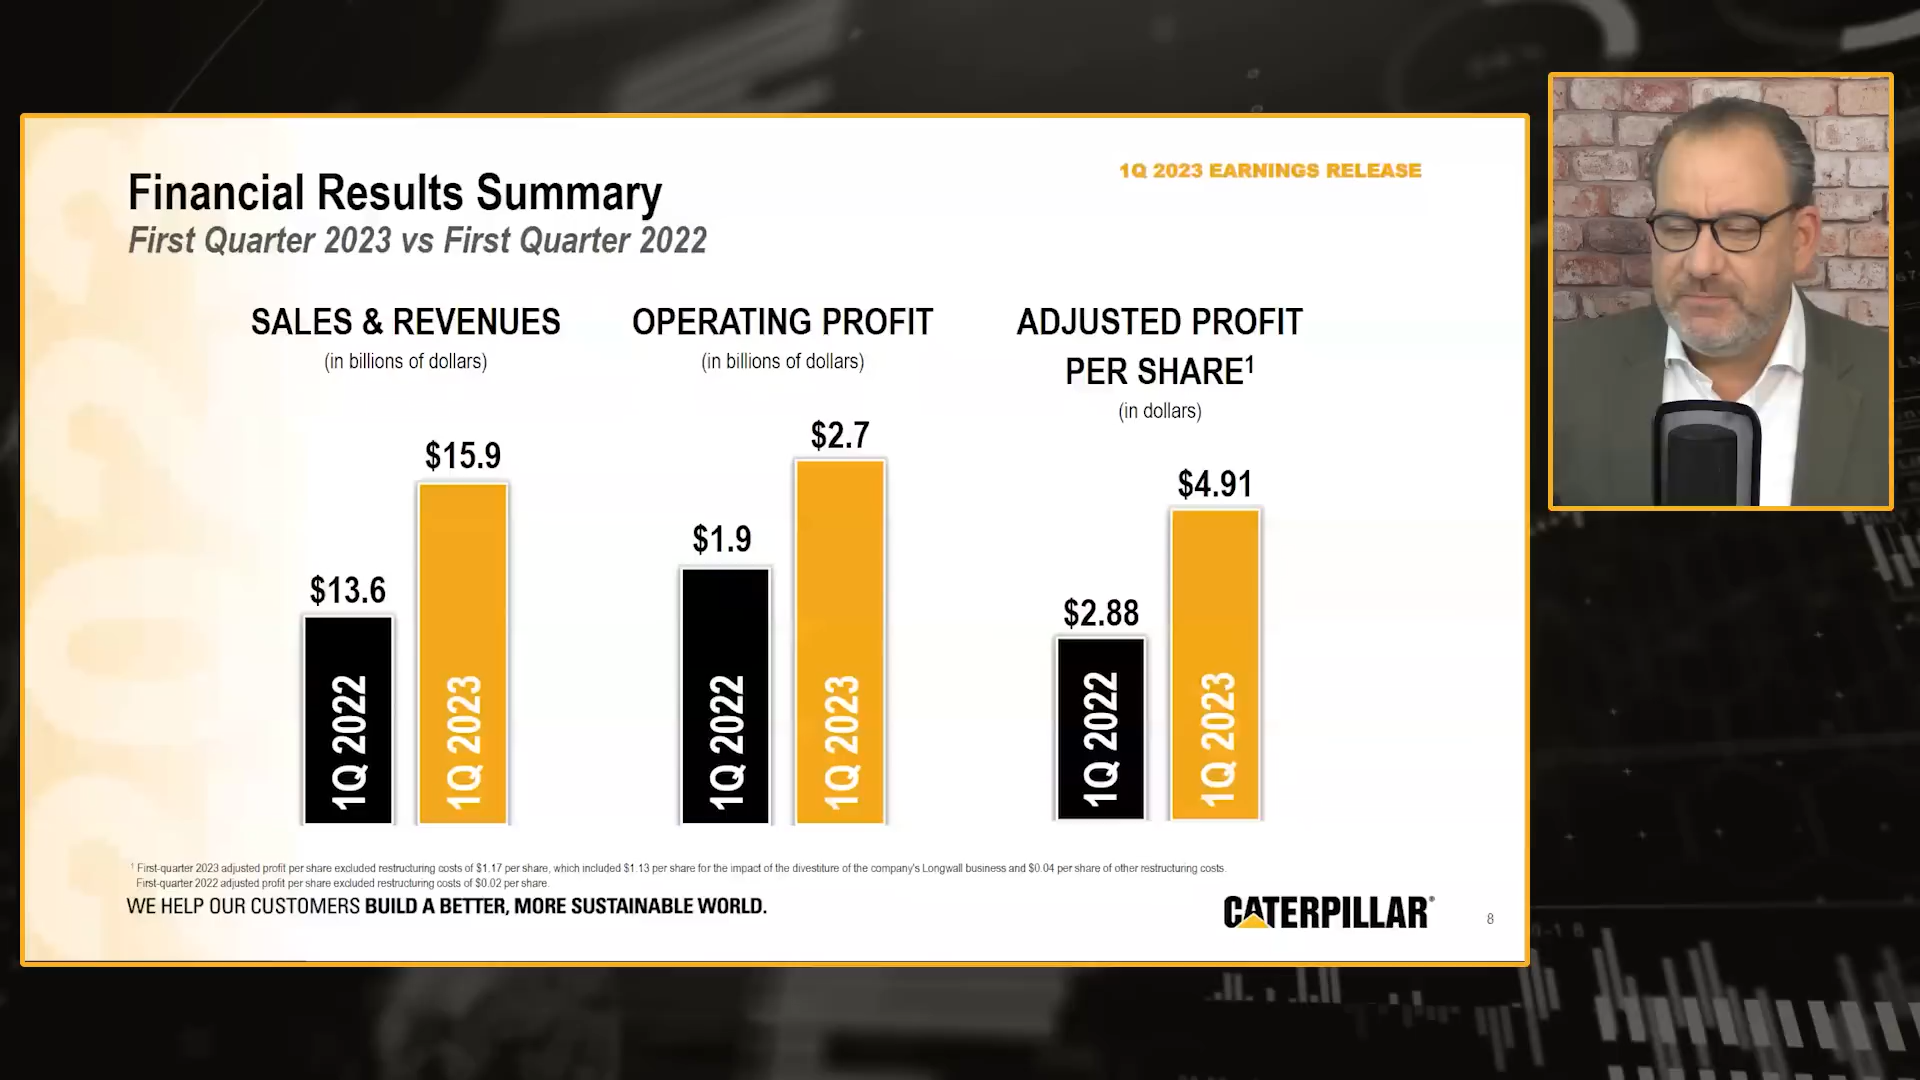 1Q 2023 EARNINGS RELEASE
Financial Results Summary
First Quarter 2023 vs First Quarter 2022
SALES & REVENUES
(in billions of dollars)
$13.6
1Q 2022
$15.9
1Q 2023
OPERATING PROFIT
(in billions of dollars)
$1.9
1Q 2022
$2.7
1Q 2023
ADJUSTED PROFIT
PER SHARE¹
(in dollars)
$2.88
1Q 2022
$4.91
1Q 2023
¹ First-quarter 2023 adjusted profit per share excluded restructuring costs of $1.17 per share, which included $1.13 per share for the impact of the divestiture of the company's Longwall business and $0.04 per share of other restructuring costs.
First-quarter 2022 adjusted profit per share excluded restructuring costs of $0.02 per share.
WE HELP OUR CUSTOMERS BUILD A BETTER, MORE SUSTAINABLE WORLD.
CATERPILLAR®
8